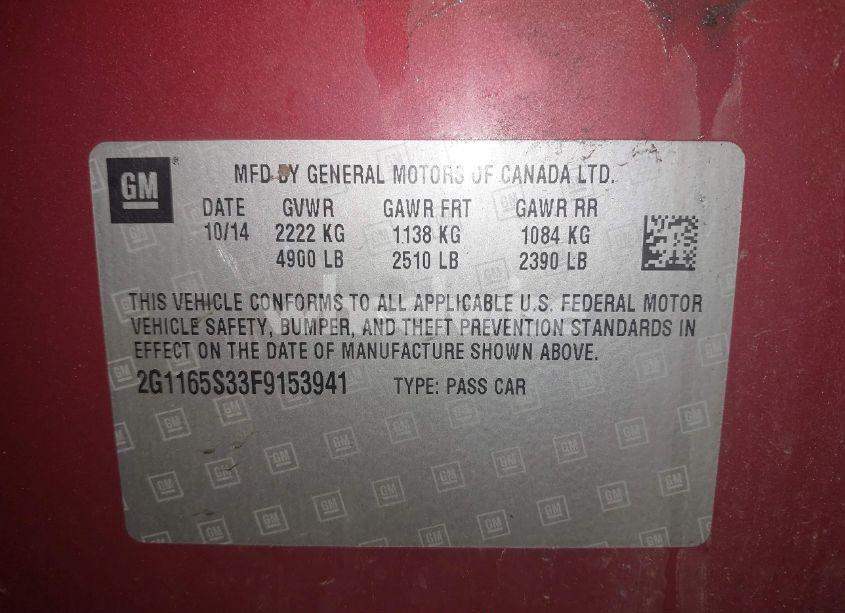 GM
MFD BY GENERAL MOTORS OF CANADA LTD.
DATE GVWR GAWR FRT GAWR RR
10/14 2222 KG 1138 KG 1084 KG
4900 LB 2510 LB 2390 LB
THIS VEHICLE CONFORMS TO ALL APPLICABLE U.S. FEDERAL MOTOR
VEHICLE SAFETY, BUMPER, AND THEFT PREVENTION STANDARDS IN
EFFECT ON THE DATE OF MANUFACTURE SHOWN ABOVE.
2G1165S33F9153941 TYPE: PASS CAR